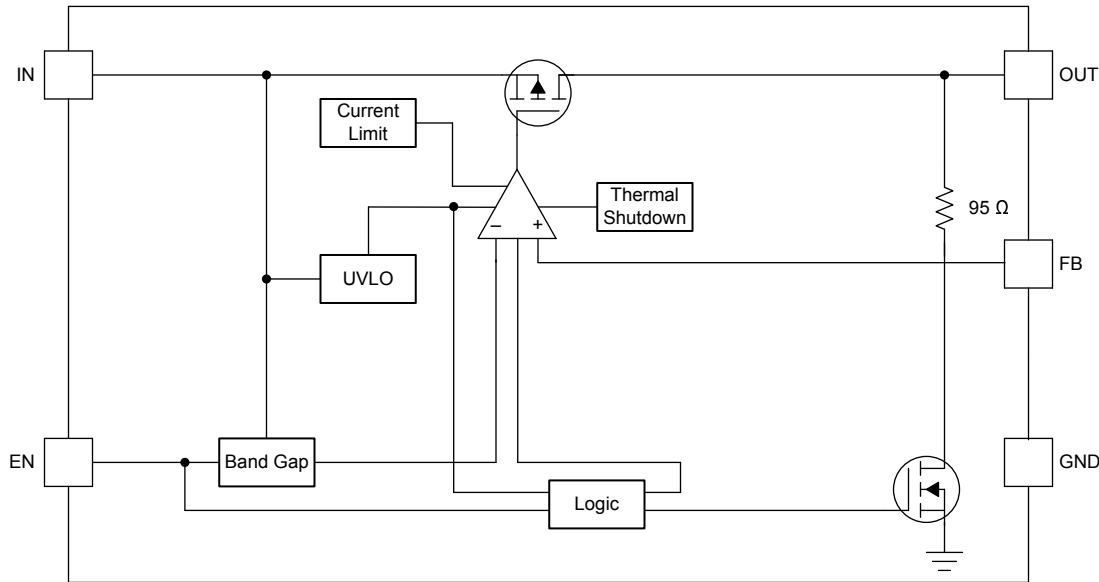 IN
OUT
Current
Limit
Thermal
Shutdown
95 Ω
− +
UVLO
FB
EN
Band Gap
GND
Logic